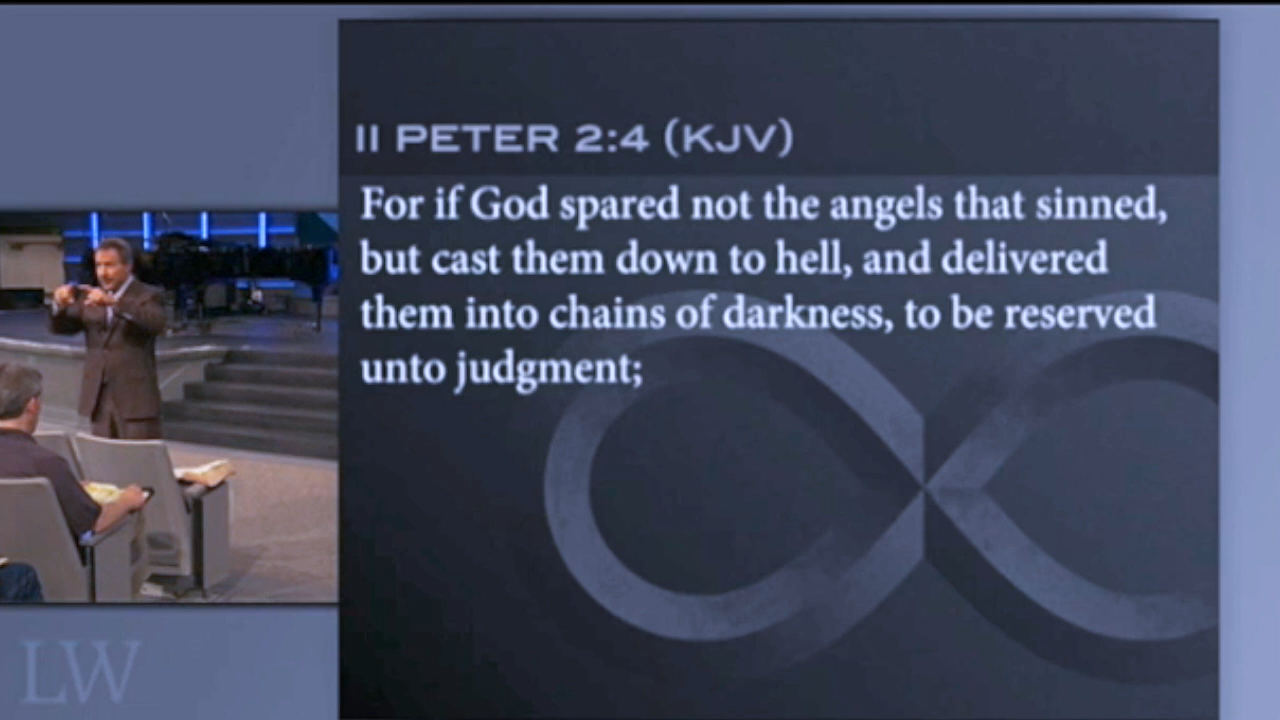 II PETER 2:4 (KJV)
For if God spared not the angels that sinned,
but cast them down to hell, and delivered
them into chains of darkness, to be reserved
unto judgment;
LW